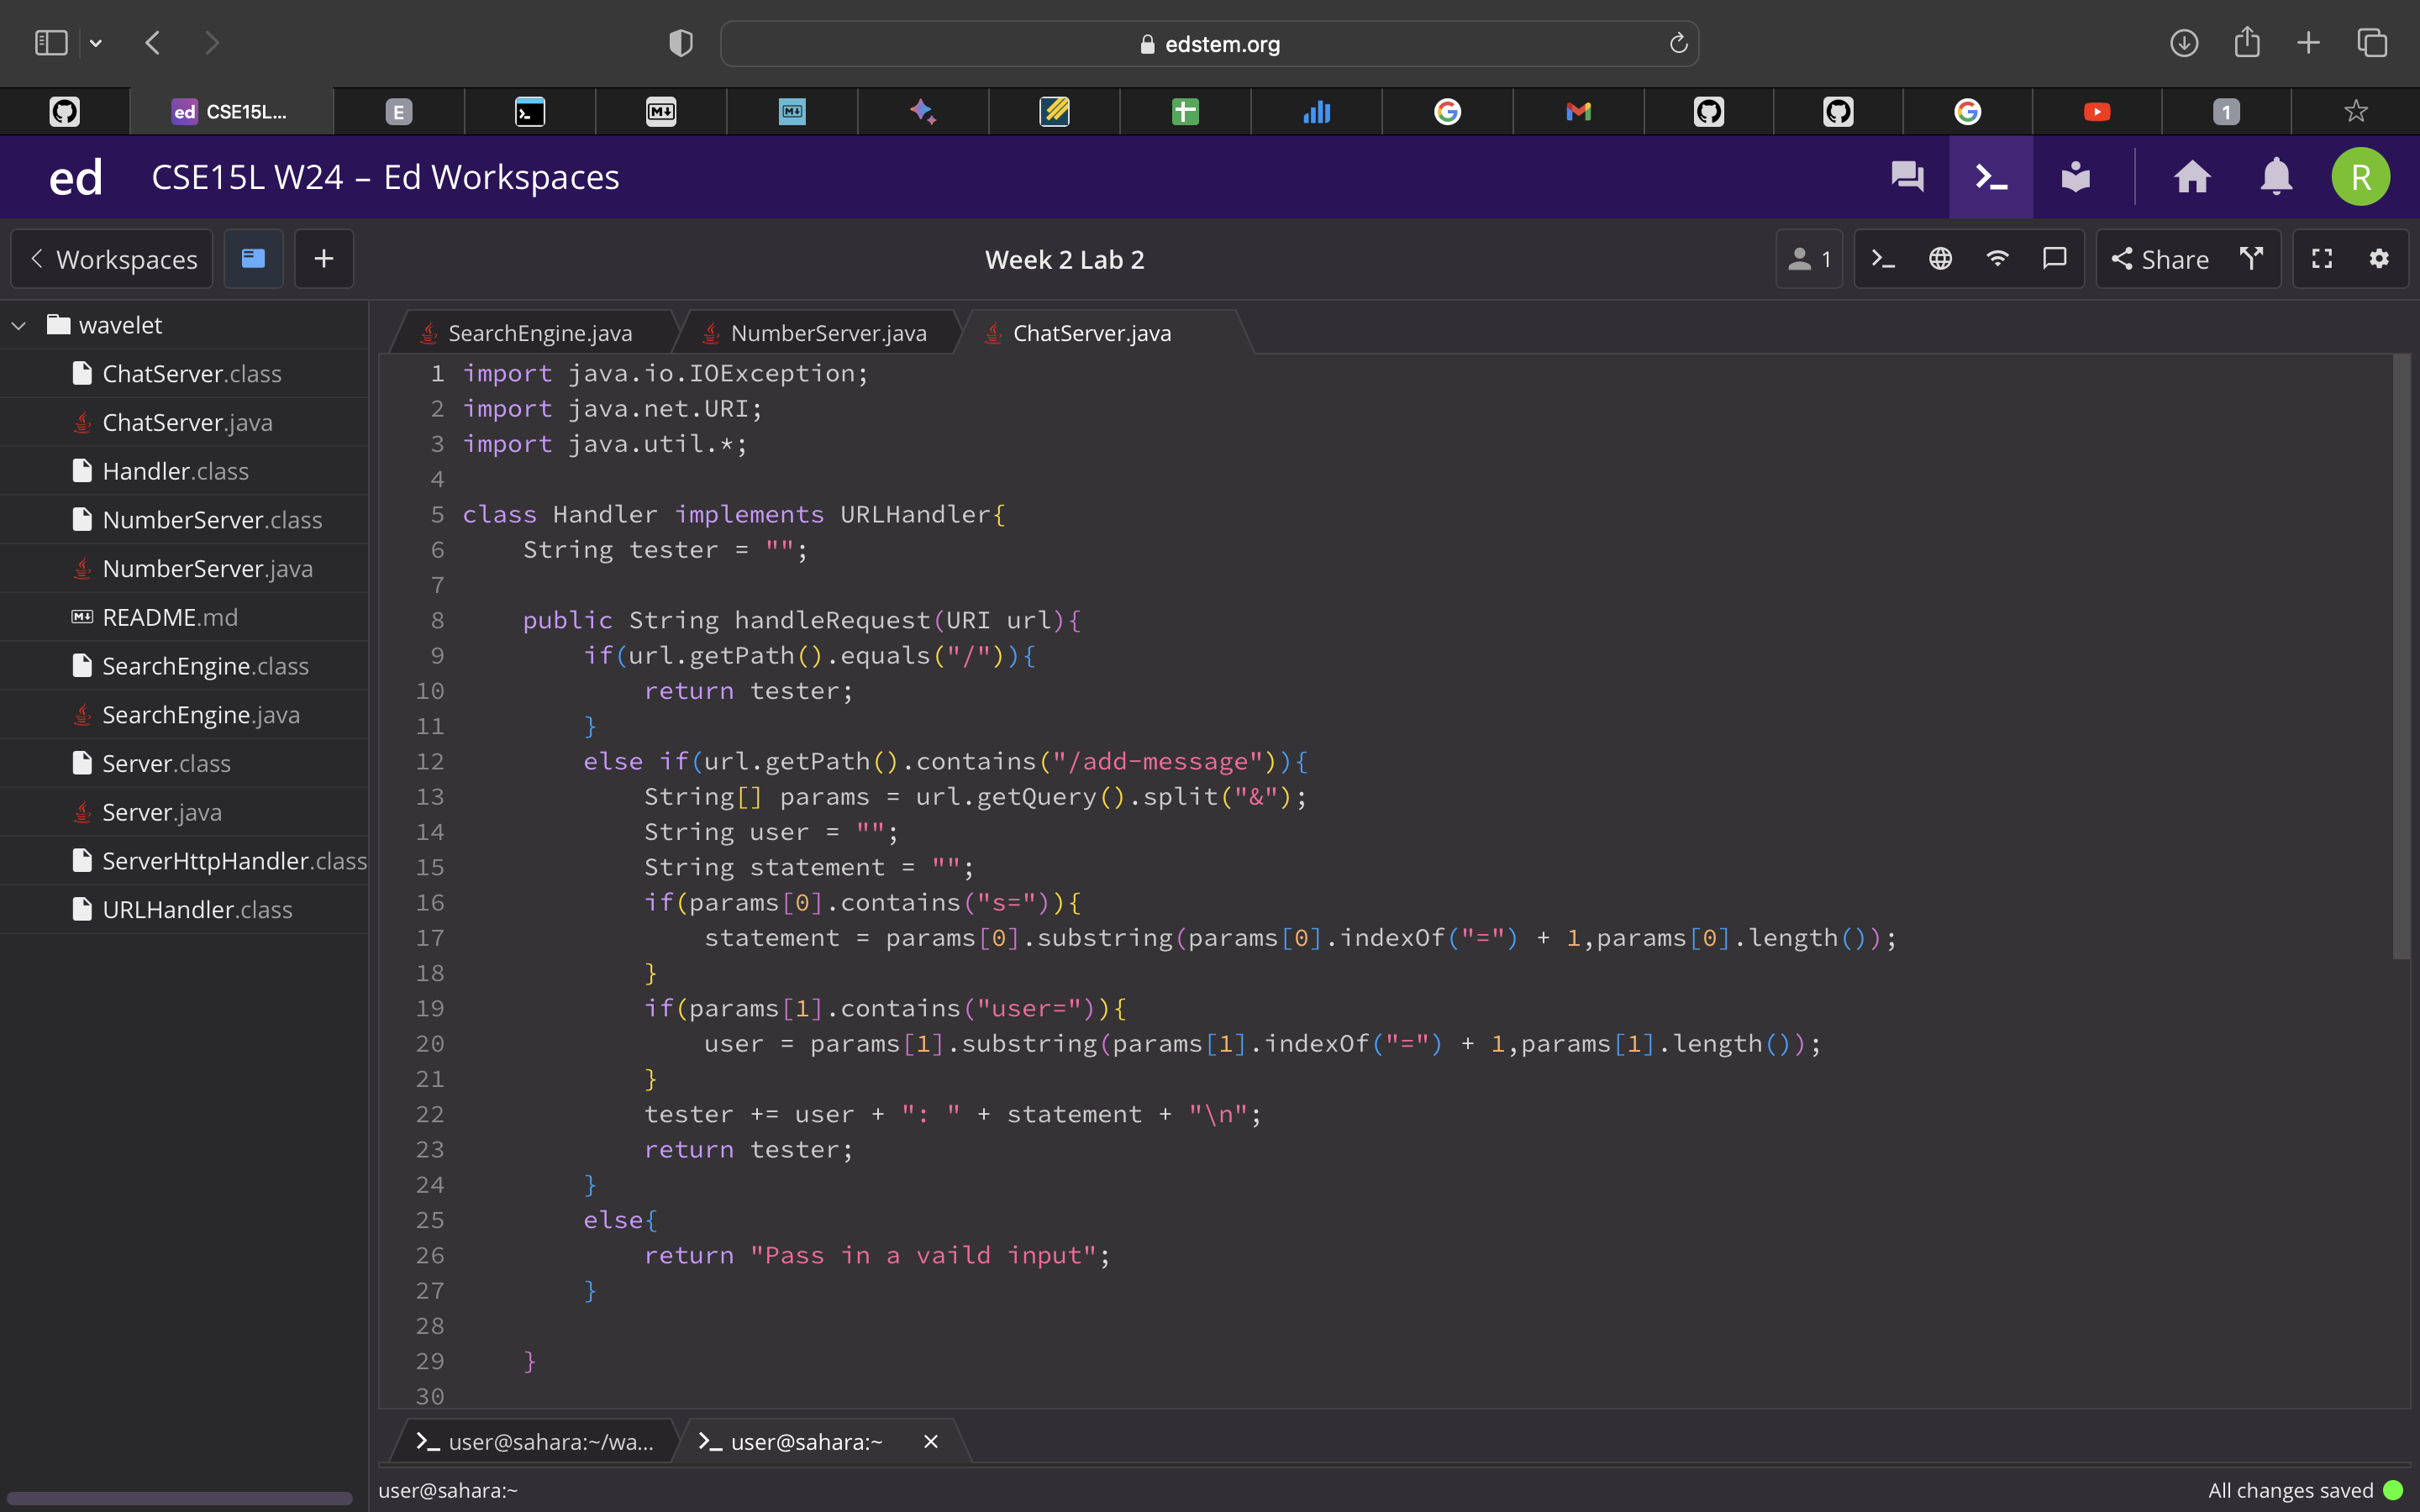 edstem.org
ed CSE15L...
E
1
ed CSE15L W24 – Ed Workspaces
R
Workspaces
+
Week 2 Lab 2
1
Share
wavelet
ChatServer.class
ChatServer.java
Handler.class
NumberServer.class
NumberServer.java
README.md
SearchEngine.class
SearchEngine.java
Server.class
Server.java
ServerHttpHandler.class
URLHandler.class
SearchEngine.java
NumberServer.java
ChatServer.java
1 import java.io.IOException;
2 import java.net.URI;
3 import java.util.*;
4
5 class Handler implements URLHandler{
6     String tester = "";
7
8     public String handleRequest(URI url){
9         if(url.getPath().equals("/")){
10             return tester;
11         }
12         else if(url.getPath().contains("/add-message")){
13             String[] params = url.getQuery().split("&");
14             String user = "";
15             String statement = "";
16             if(params[0].contains("s=")){
17                 statement = params[0].substring(params[0].indexOf("=") + 1,params[0].length());
18             }
19             if(params[1].contains("user=")){
20                 user = params[1].substring(params[1].indexOf("=") + 1,params[1].length());
21             }
22             tester += user + ": " + statement + "\n";
23             return tester;
24         }
25         else{
26             return "Pass in a vaild input";
27         }
28
29     }
30
user@sahara:~/wa...
user@sahara:~
user@sahara:~
All changes saved